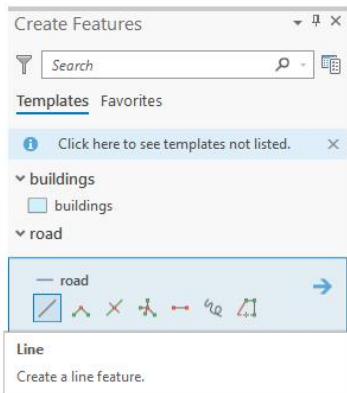 Create Features
Search
Templates Favorites
Click here to see templates not listed.
buildings
buildings
road
road
Line
Create a line feature.